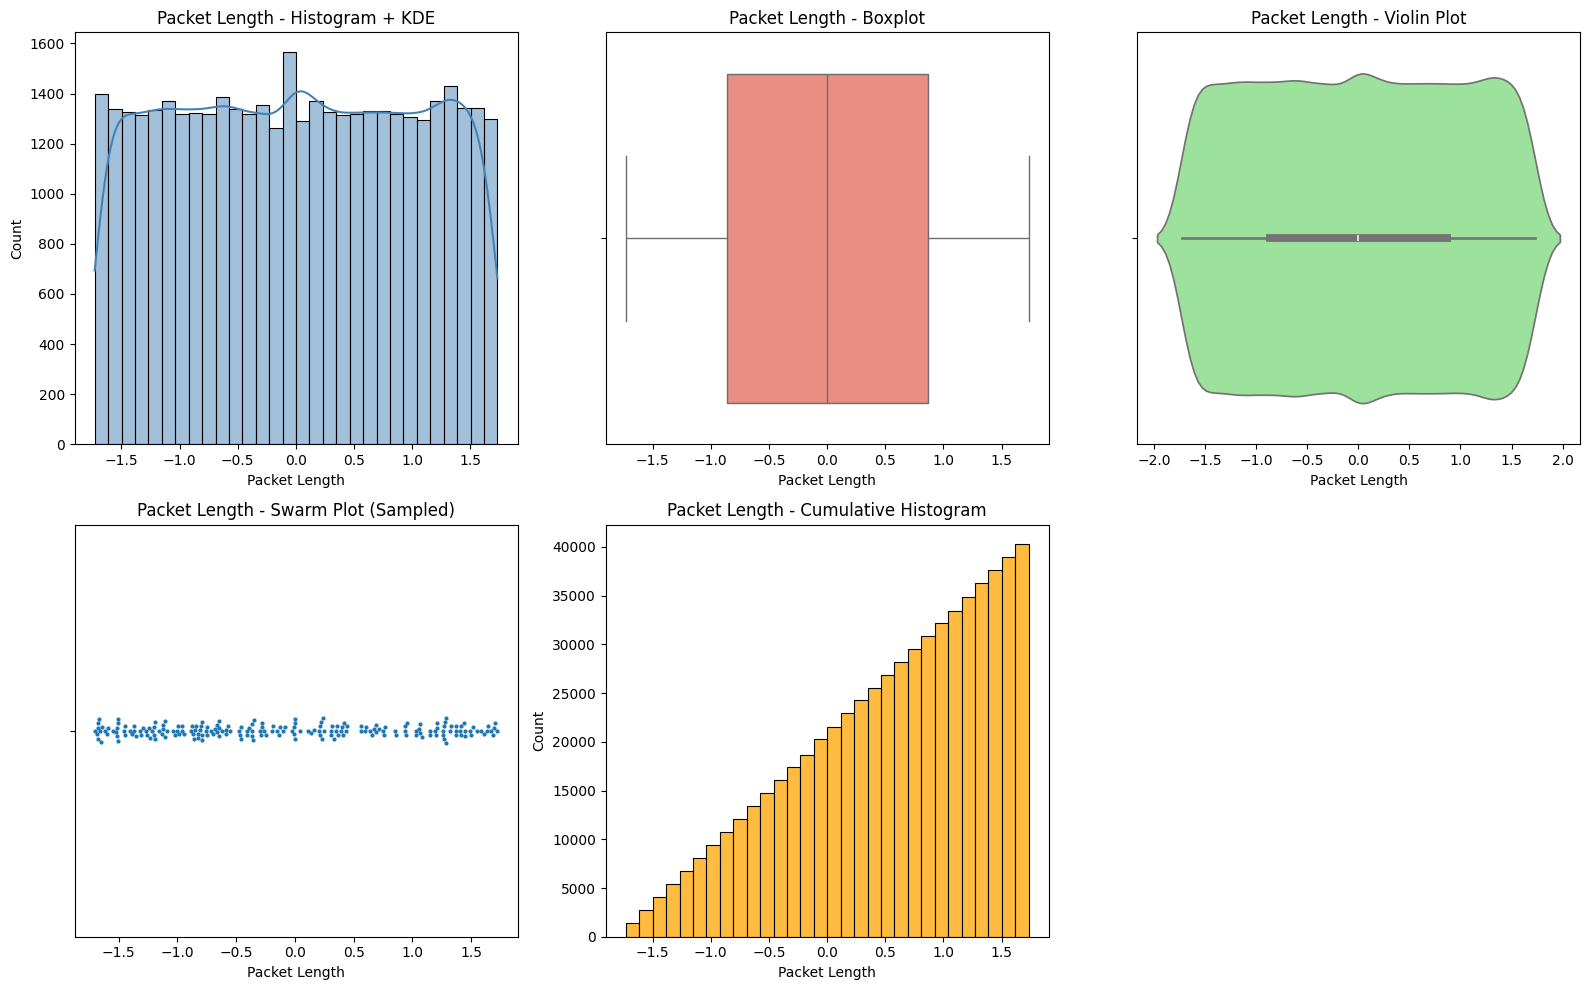 Packet Length - Histogram + KDE
1600
1400
1200
1000
800
600
400
200
0
Count
−1.5 −1.0 −0.5 0.0 0.5 1.0 1.5
Packet Length
Packet Length - Boxplot
−1.5 −1.0 −0.5 0.0 0.5 1.0 1.5
Packet Length
Packet Length - Violin Plot
−2.0 −1.5 −1.0 −0.5 0.0 0.5 1.0 1.5 2.0
Packet Length
Packet Length - Swarm Plot (Sampled)
−1.5 −1.0 −0.5 0.0 0.5 1.0 1.5
Packet Length
Packet Length - Cumulative Histogram
40000
35000
30000
25000
20000
15000
10000
5000
0
Count
−1.5 −1.0 −0.5 0.0 0.5 1.0 1.5
Packet Length